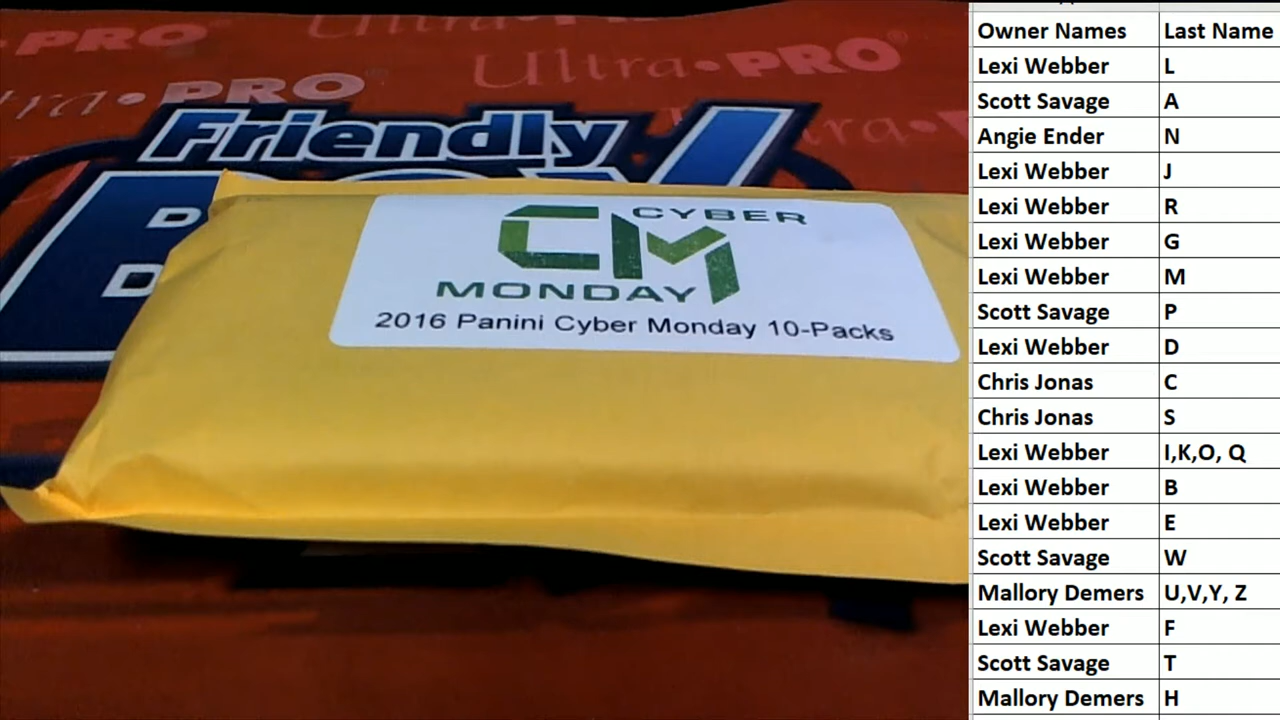 Ultra•PRO
Ultra•PRO®
Friendly
CM CYBER
MONDAY
2016 Panini Cyber Monday 10-Packs
Owner Names Last Name
Lexi Webber L
Scott Savage A
Angie Ender N
Lexi Webber J
Lexi Webber R
Lexi Webber G
Lexi Webber M
Scott Savage P
Lexi Webber D
Chris Jonas C
Chris Jonas S
Lexi Webber I,K,O, Q
Lexi Webber B
Lexi Webber E
Scott Savage W
Mallory Demers U,V,Y, Z
Lexi Webber F
Scott Savage T
Mallory Demers H